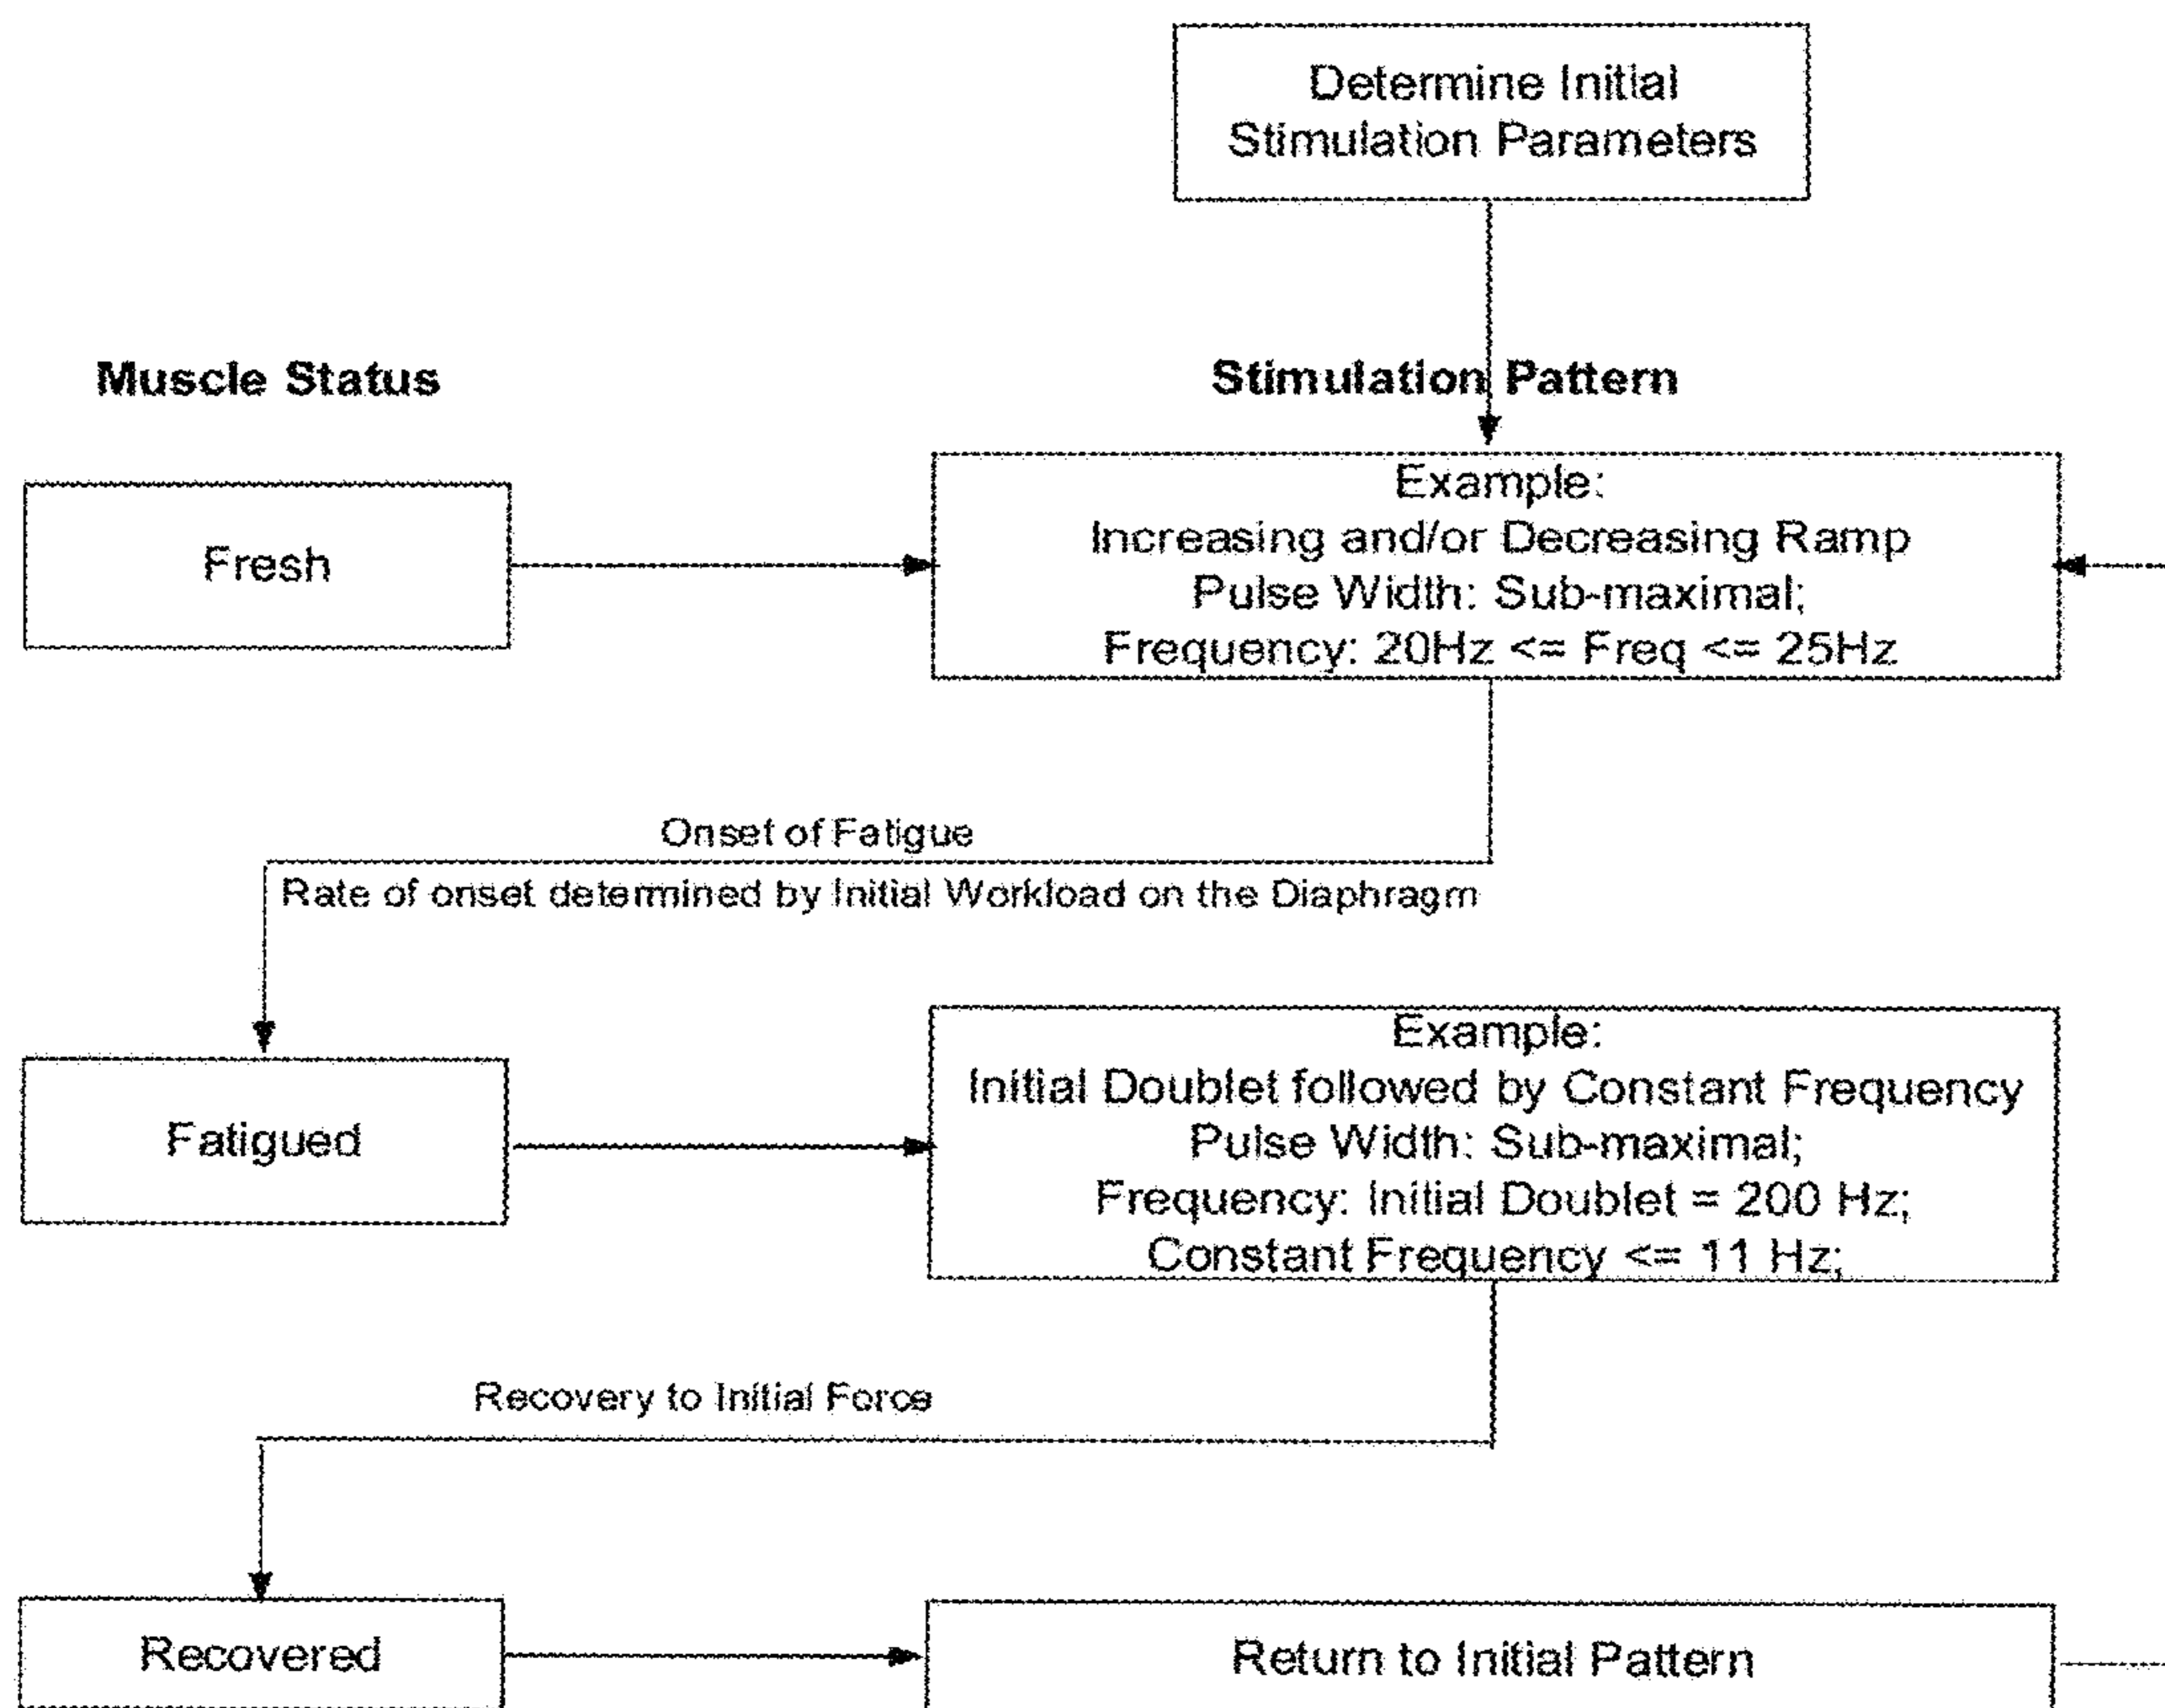 Determine Initial
Stimulation Parameters
Muscle Status
Stimulation Pattern
Fresh
Example:
Increasing and/or Decreasing Ramp
Pulse Width: Sub-maximal;
Frequency: 20Hz <= Freq <= 25Hz
Onset of Fatigue
Rate of onset determined by Initial Workload on the Diaphragm
Fatigued
Example:
Initial Doublet followed by Constant Frequency
Pulse Width: Sub-maximal;
Frequency: Initial Doublet = 200 Hz;
Constant Frequency <= 11 Hz;
Recovery to Initial Force
Recovered
Return to Initial Pattern